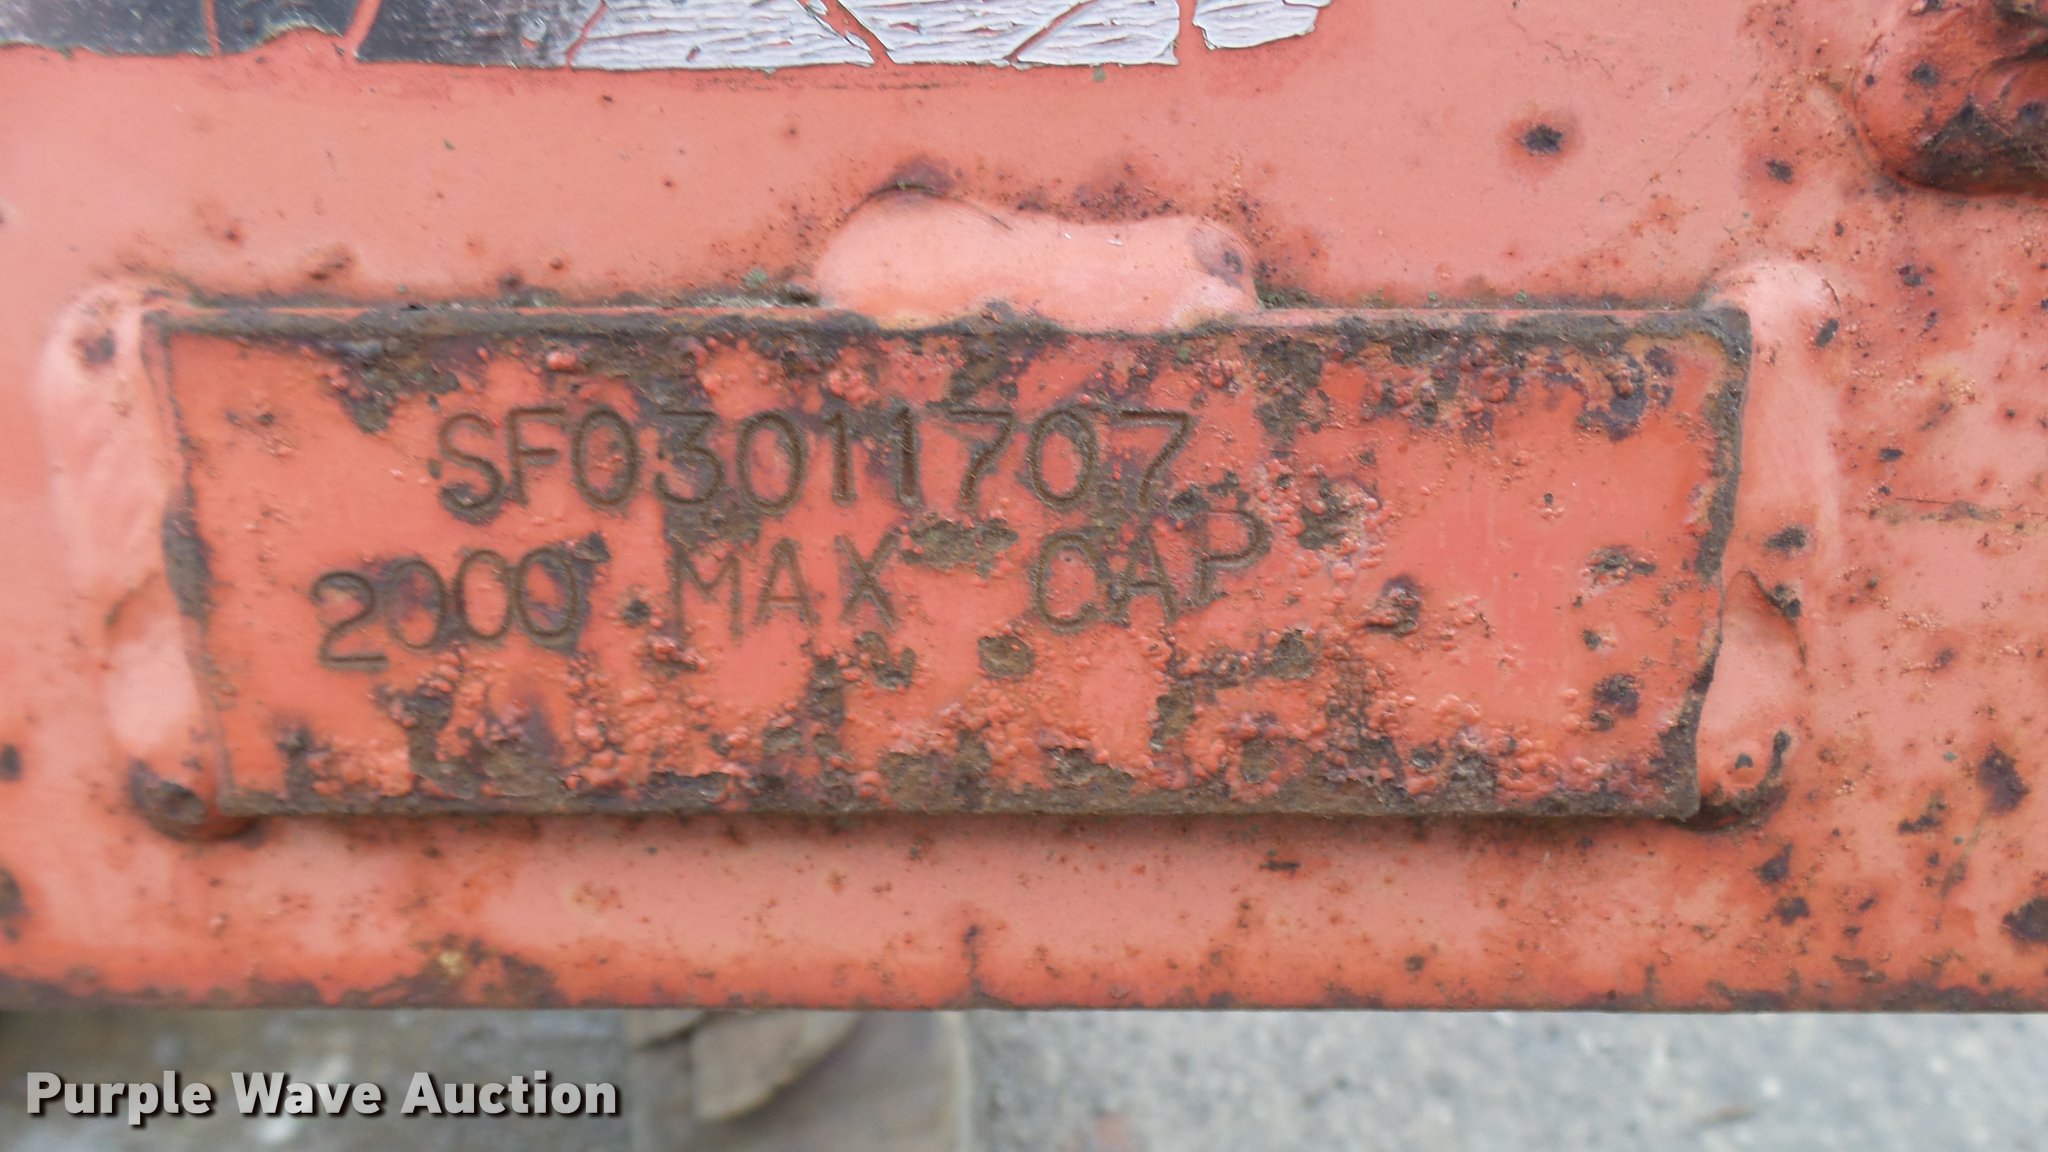 SF03011707
2000 MAX CAP
Purple Wave Auction